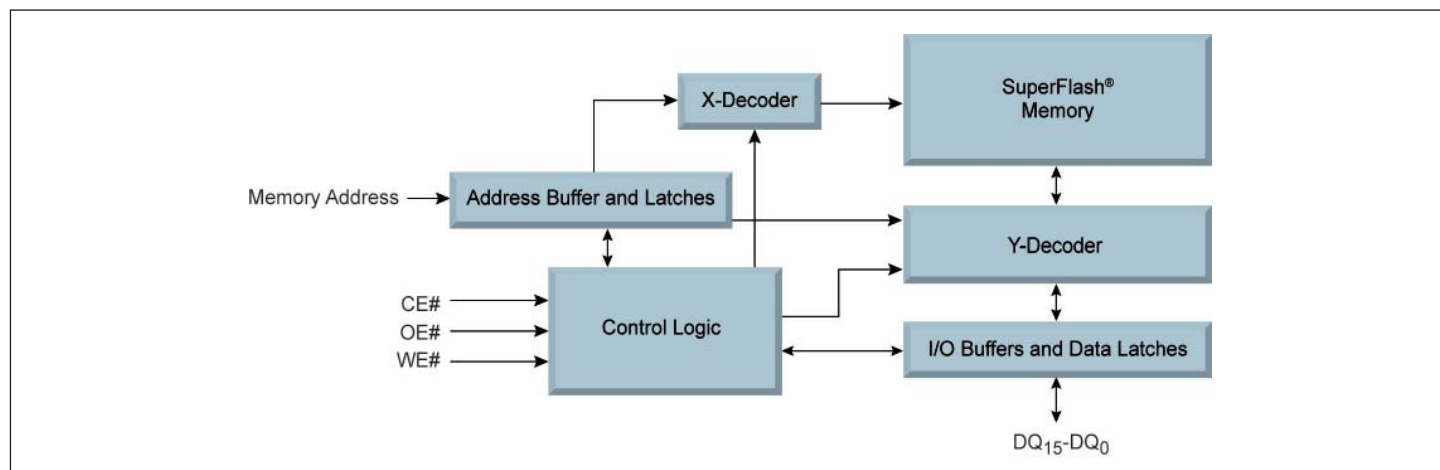 X-Decoder
SuperFlash®
Memory
Memory Address
Address Buffer and Latches
Y-Decoder
CE#
OE#
WE#
Control Logic
I/O Buffers and Data Latches
DQ15-DQ0